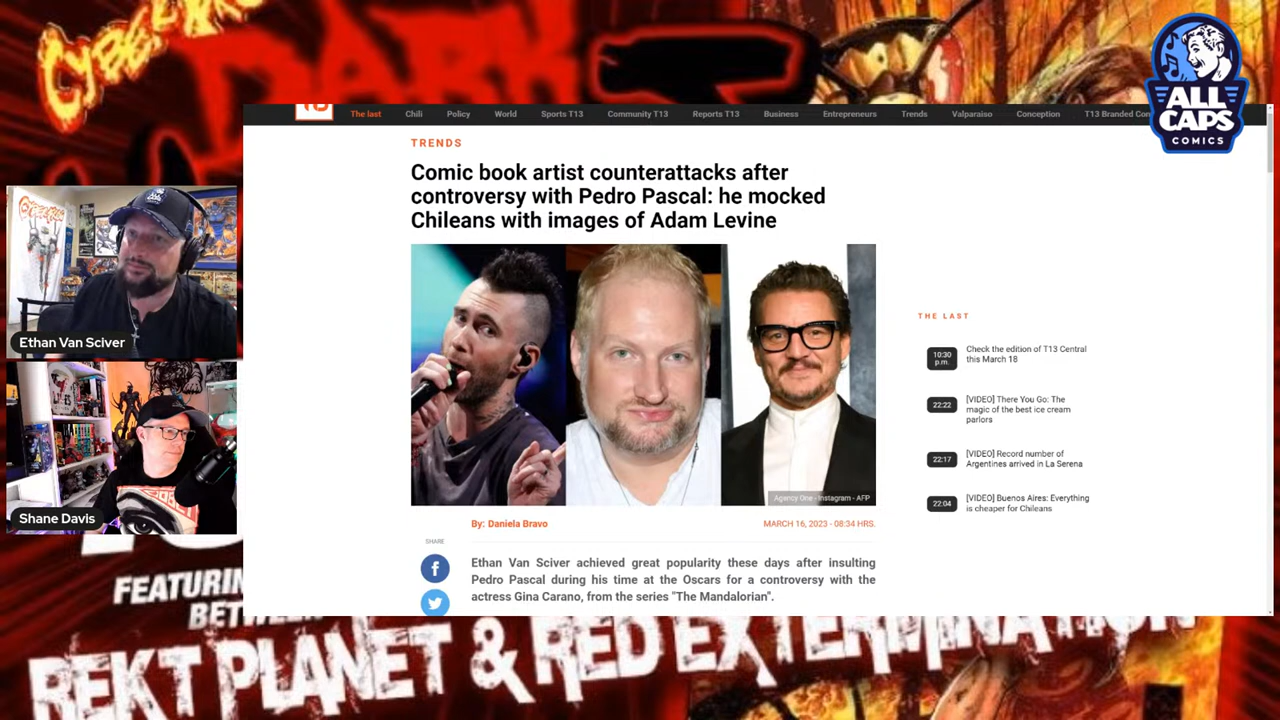 CYBERFROG
DARK
ALL
CAPS
COMICS
The last Chili Policy World Sports T13 Community T13 Reports T13 Business Entrepreneurs Trends Valparaiso Conception T13 Branded Con
TRENDS
Comic book artist counterattacks after
controversy with Pedro Pascal: he mocked
Chileans with images of Adam Levine
Agency One - Instagram - AFP
By: Daniela Bravo
MARCH 16, 2023 - 08:34 HRS.
SHARE
Ethan Van Sciver achieved great popularity these days after insulting
Pedro Pascal during his time at the Oscars for a controversy with the
actress Gina Carano, from the series "The Mandalorian".
THE LAST
10:30
p.m.
Check the edition of T13 Central
this March 18
22:22
[VIDEO] There You Go: The
magic of the best ice cream
parlors
22:17
[VIDEO] Record number of
Argentines arrived in La Serena
22:04
[VIDEO] Buenos Aires: Everything
is cheaper for Chileans
Ethan Van Sciver
Shane Davis
FEATURIN
BETW
REKT PLANET & RED EXTERMINATION